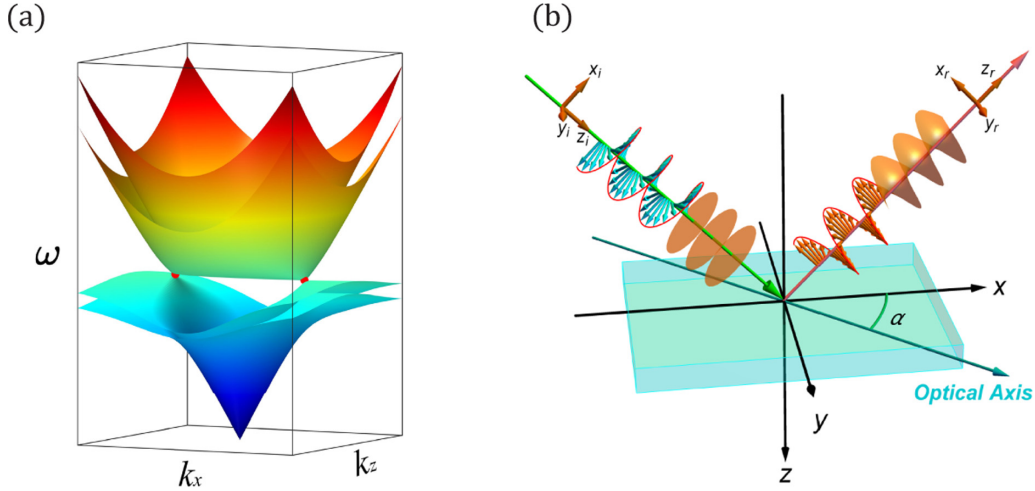 (a)
ω
kx
kz
(b)
xi
yi
zi
xr
zr
yr
x
α
Optical Axis
y
z